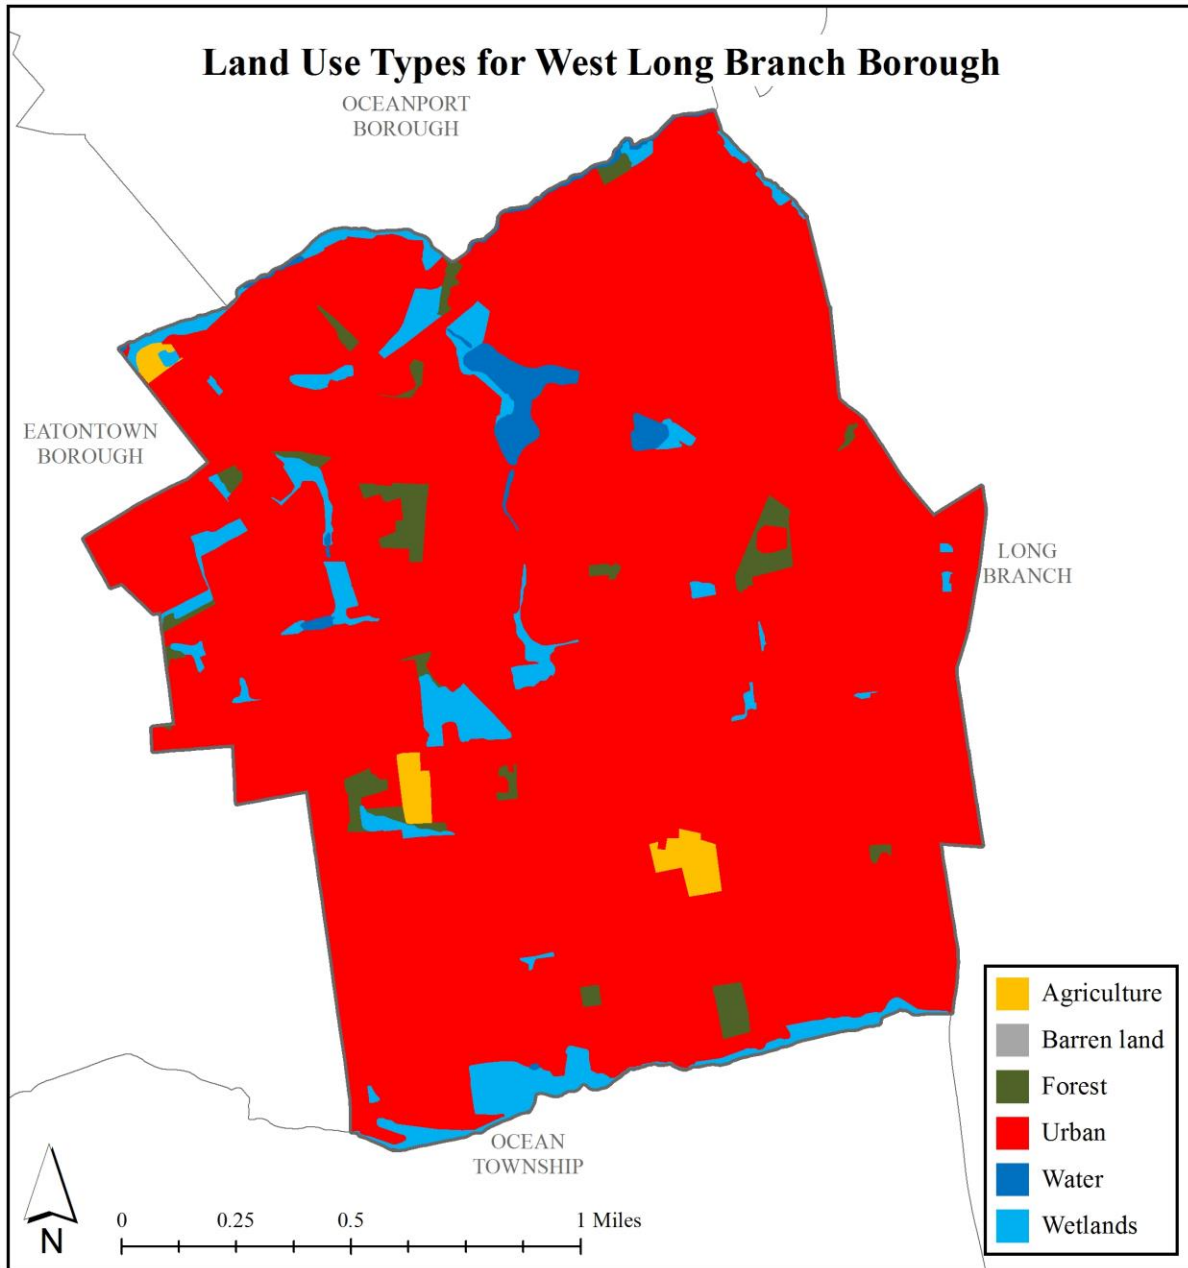 Land Use Types for West Long Branch Borough
OCEANPORT
BOROUGH
EATONTOWN
BOROUGH
LONG
BRANCH
OCEAN
TOWNSHIP
Agriculture
Barren land
Forest
Urban
Water
Wetlands
N
0 0.25 0.5 1 Miles